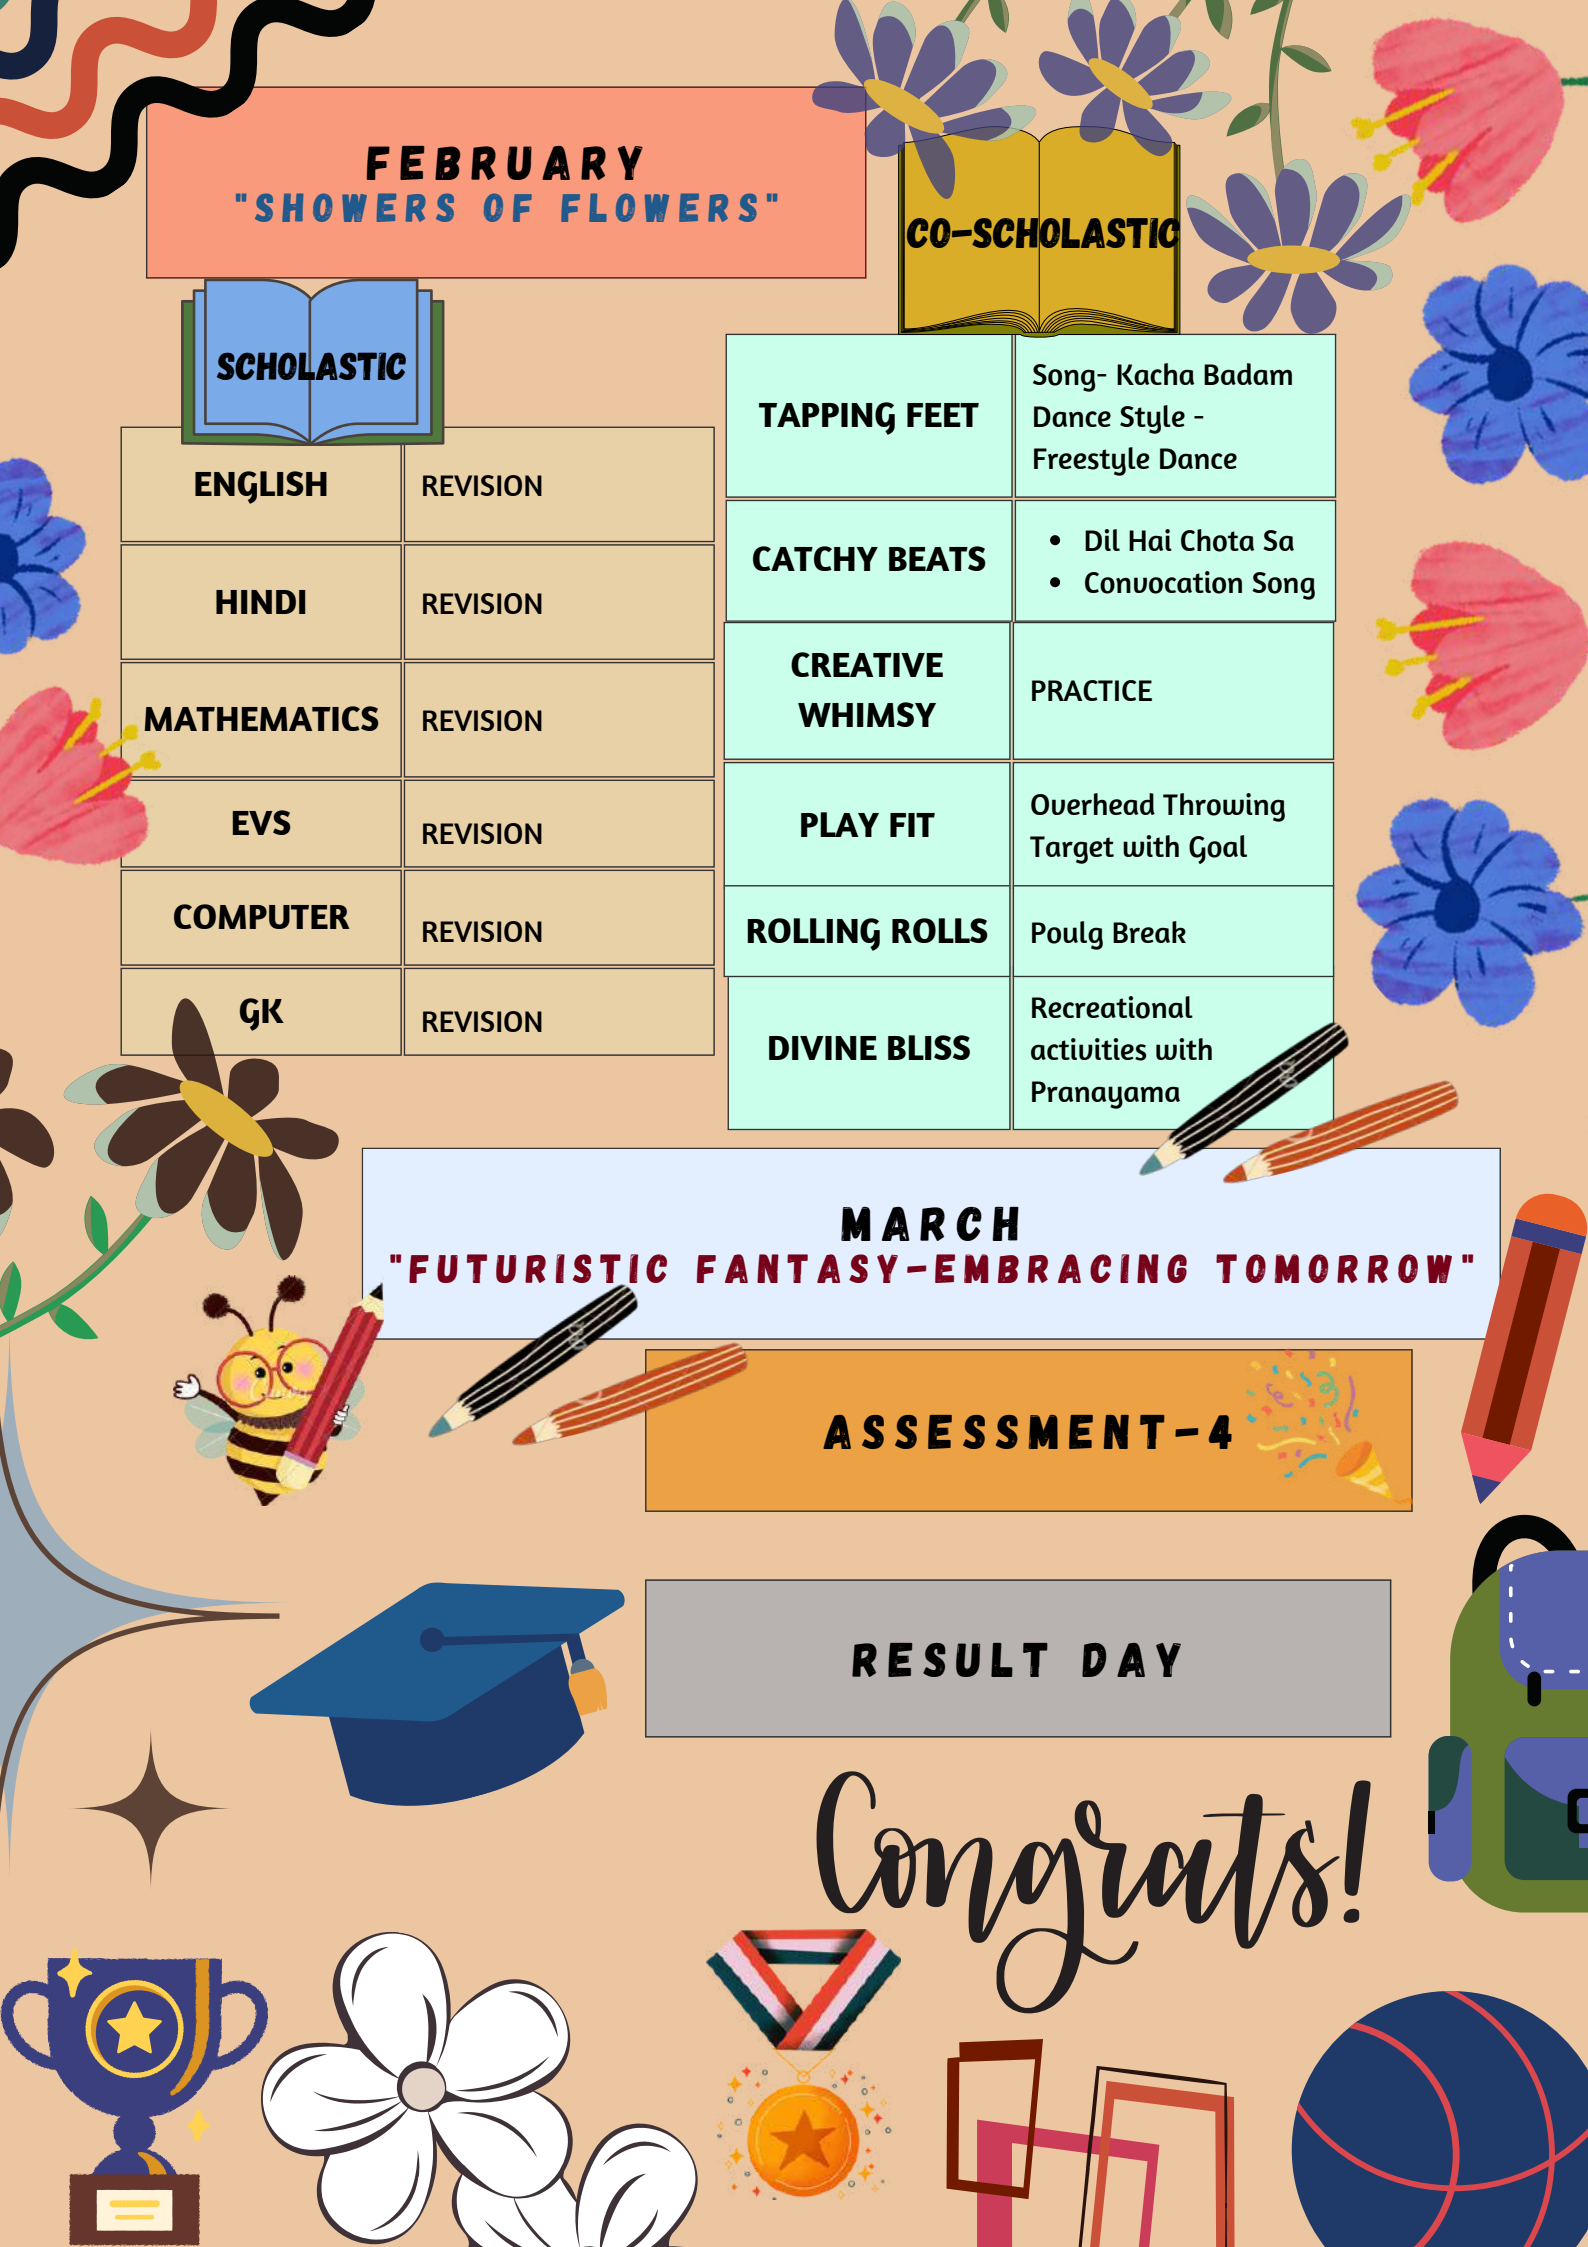 FEBRUARY
"SHOWERS OF FLOWERS"
SCHOLASTIC
ENGLISH
REVISION
HINDI
REVISION
MATHEMATICS
REVISION
EVS
REVISION
COMPUTER
REVISION
GK
REVISION
CO-SCHOLASTIC
TAPPING FEET
Song- Kacha Badam
Dance Style -
Freestyle Dance
CATCHY BEATS
• Dil Hai Chota Sa
• Convocation Song
CREATIVE
WHIMSY
PRACTICE
PLAY FIT
Overhead Throwing
Target with Goal
ROLLING ROLLS
Poulg Break
DIVINE BLISS
Recreational
activities with
Pranayama
MARCH
"FUTURISTIC FANTASY-EMBRACING TOMORROW"
ASSESSMENT-4
RESULT DAY
Congrats!